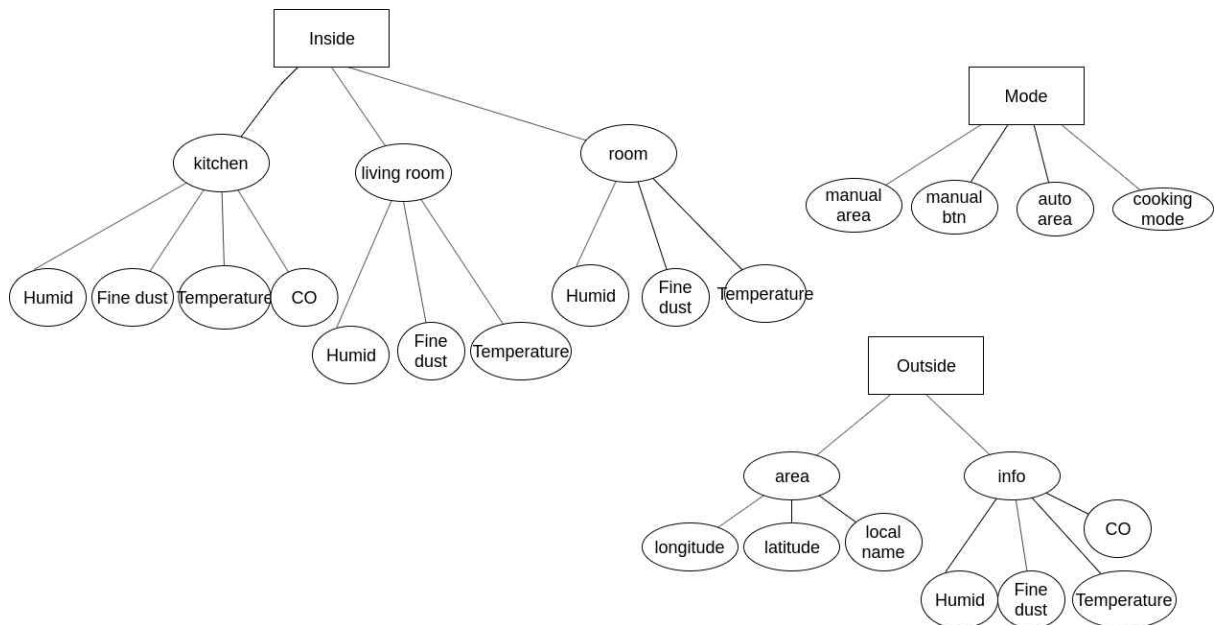 Inside
kitchen
living room
room
Humid
Fine dust
Temperature
CO
Humid
Fine
dust
Temperature
Humid
Fine
dust
Temperature
Mode
manual
area
manual
btn
auto
area
cooking
mode
Outside
area
info
longitude
latitude
local
name
CO
Humid
Fine
dust
Temperature